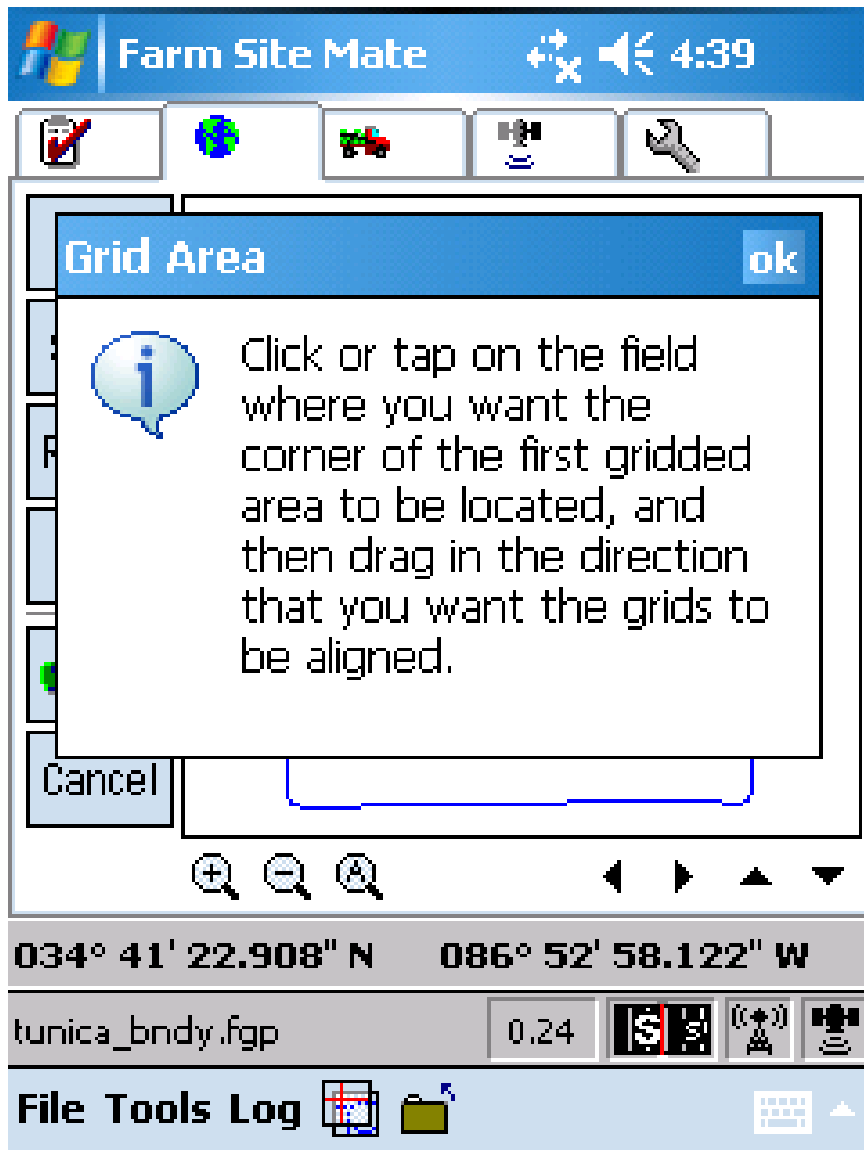 Farm Site Mate 4:39
Grid Area ok
Click or tap on the field
where you want the
corner of the first gridded
area to be located, and
then drag in the direction
that you want the grids to
be aligned.
Cancel
034° 41' 22.908" N 086° 52' 58.122" W
tunica_bndy.fgp 0.24
File Tools Log